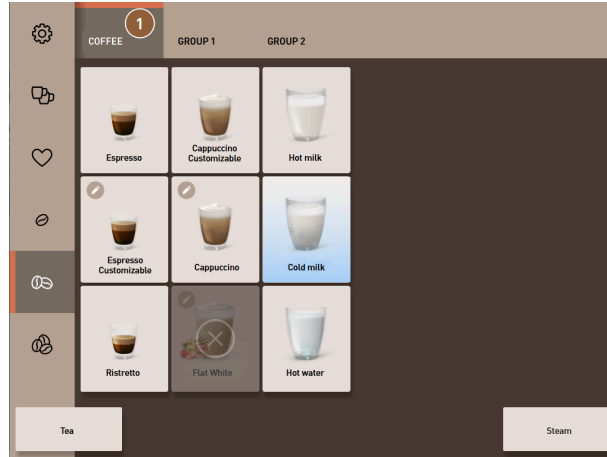 1
COFFEE
GROUP 1
GROUP 2
Espresso
Cappuccino
Customizable
Hot milk
Espresso
Customizable
Cappuccino
Cold milk
Ristretto
Flat White
Hot water
Tea
Steam